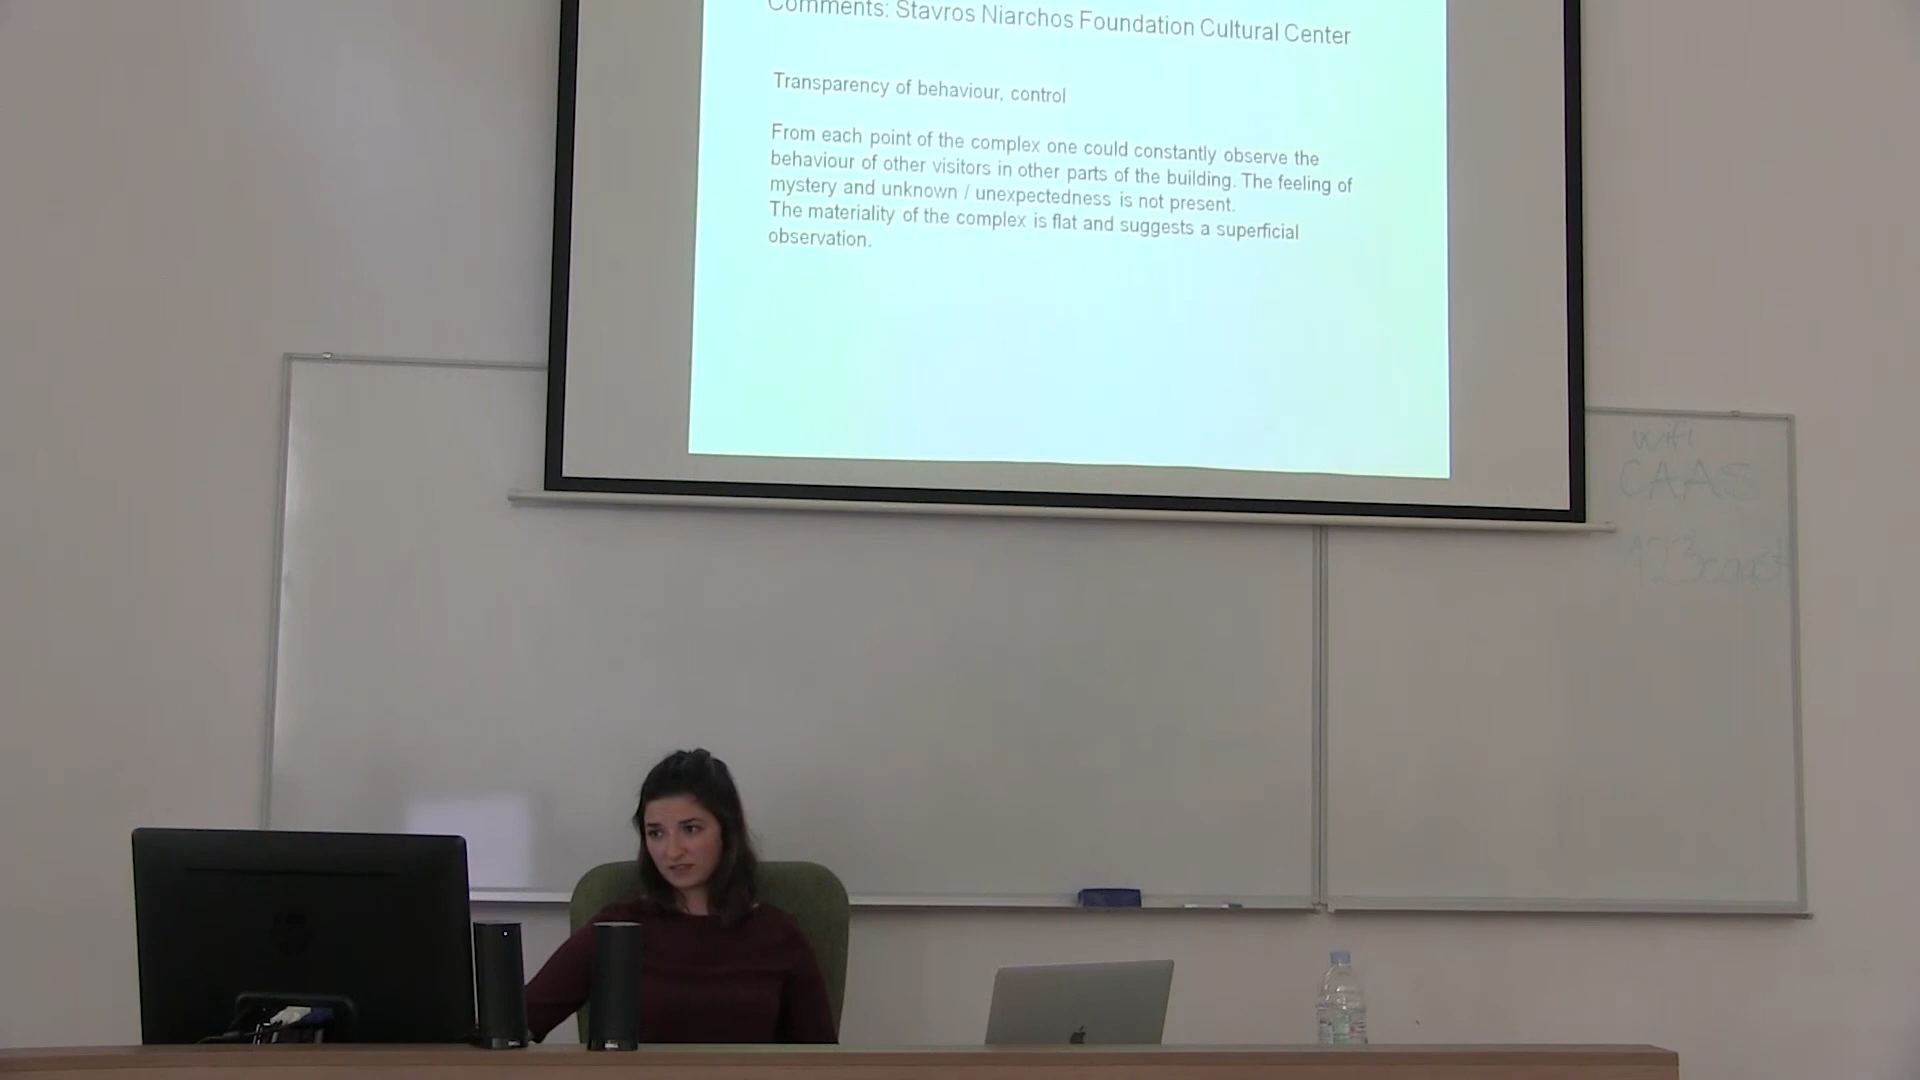 Comments: Stavros Niarchos Foundation Cultural Center
Transparency of behaviour, control
From each point of the complex one could constantly observe the
behaviour of other visitors in other parts of the building. The feeling of
mystery and unknown / unexpectedness is not present.
The materiality of the complex is flat and suggests a superficial
observation.
wifi
CAAS